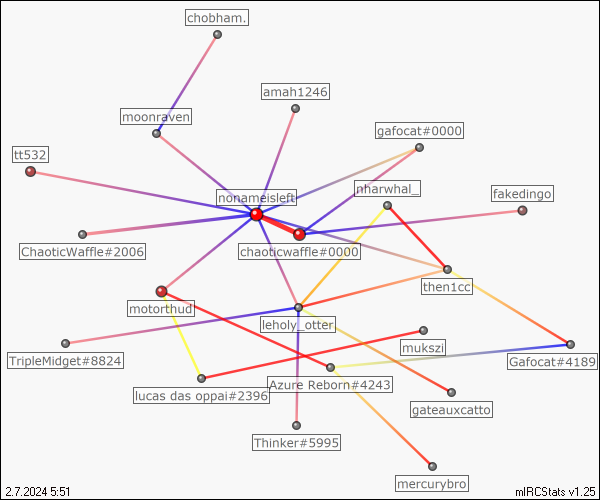 chobham.
amah1246
moonraven
gafocat#0000
tt532
nharwhal_
nonameisleft
fakedingo
ChaoticWaffle#2006
chaoticwaffle#0000
then1cc
motorthud
leholy_otter
mukszi
TripleMidget#8824
Gafocat#4189
Azure Reborn#4243
lucas das oppai#2396
gateauxcatto
Thinker#5995
mercurybro
2.7.2024 5:51
mIRCStats v1.25